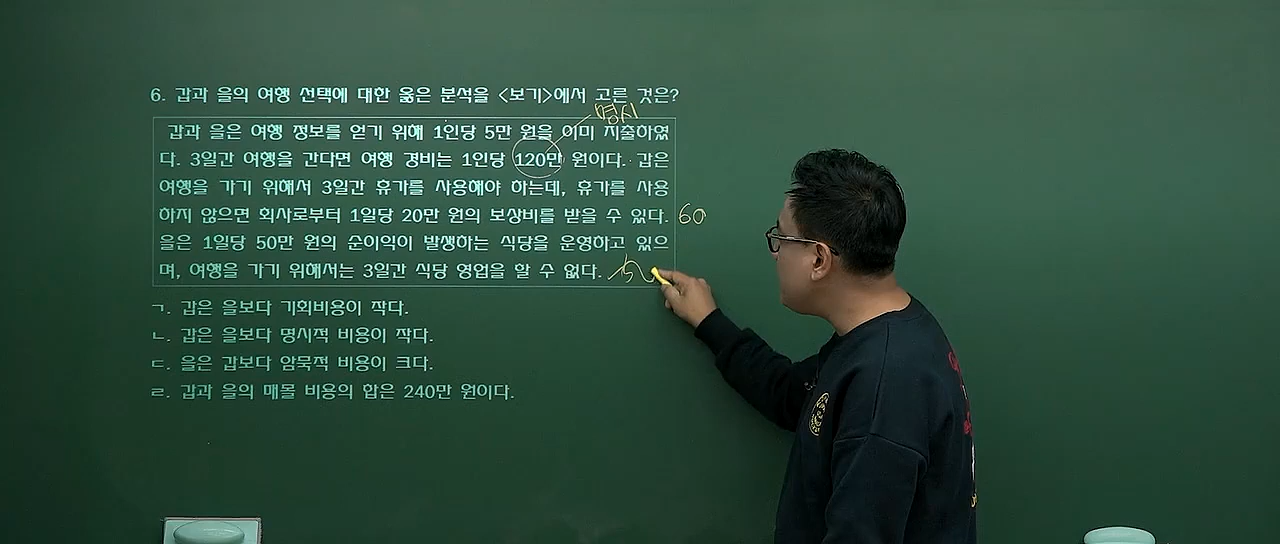 6. 갑과 을의 여행 선택에 대한 옳은 분석을 <보기>에서 고른 것은?
명시
갑과 을은 여행 정보를 얻기 위해 1인당 5만 원을 이미 지출하였
다. 3일간 여행을 간다면 여행 경비는 1인당 120만 원이다. 갑은
여행을 가기 위해서 3일간 휴가를 사용해야 하는데, 휴가를 사용
하지 않으면 회사로부터 1일당 20만 원의 보상비를 받을 수 있다. 60
을은 1일당 50만 원의 순이익이 발생하는 식당을 운영하고 있으
며, 여행을 가기 위해서는 3일간 식당 영업을 할 수 없다.
ㄱ. 갑은 을보다 기회비용이 작다.
ㄴ. 갑은 을보다 명시적 비용이 작다.
ㄷ. 을은 갑보다 암묵적 비용이 크다.
ㄹ. 갑과 을의 매몰 비용의 합은 240만 원이다.